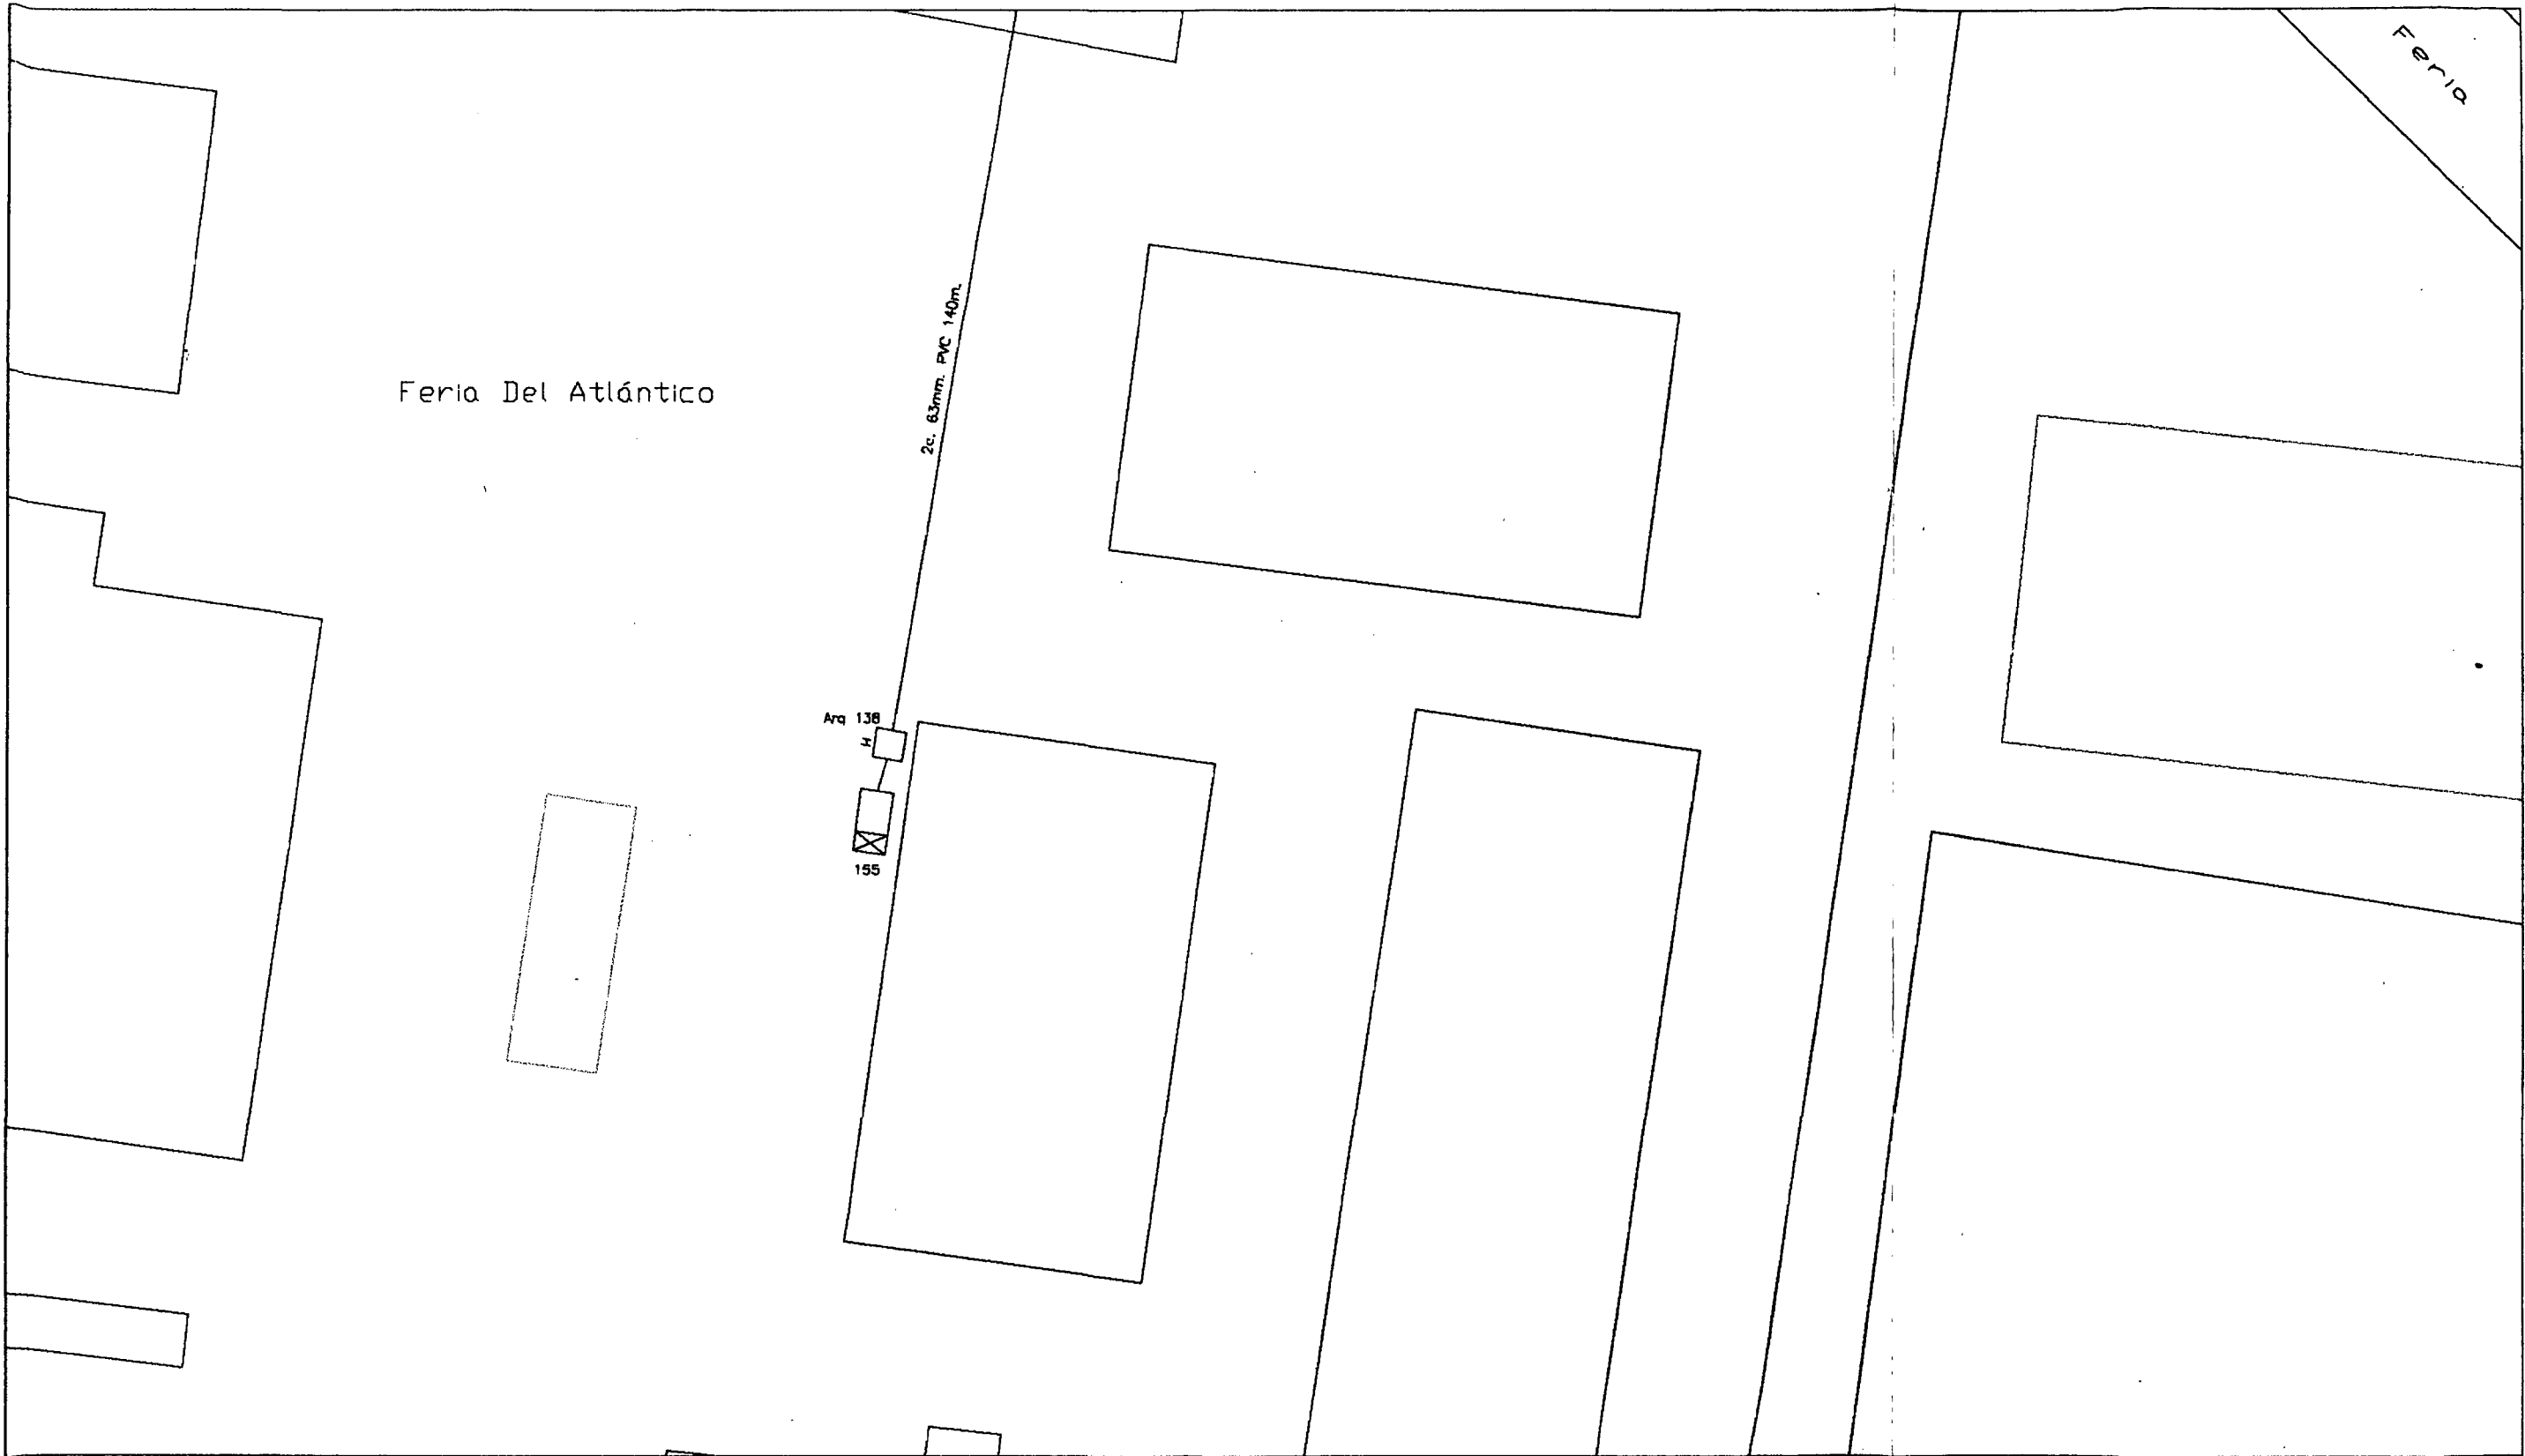 Feria
2c. 63mm. PVC 140m.
Feria Del Atlántico
Arq 138
H
155